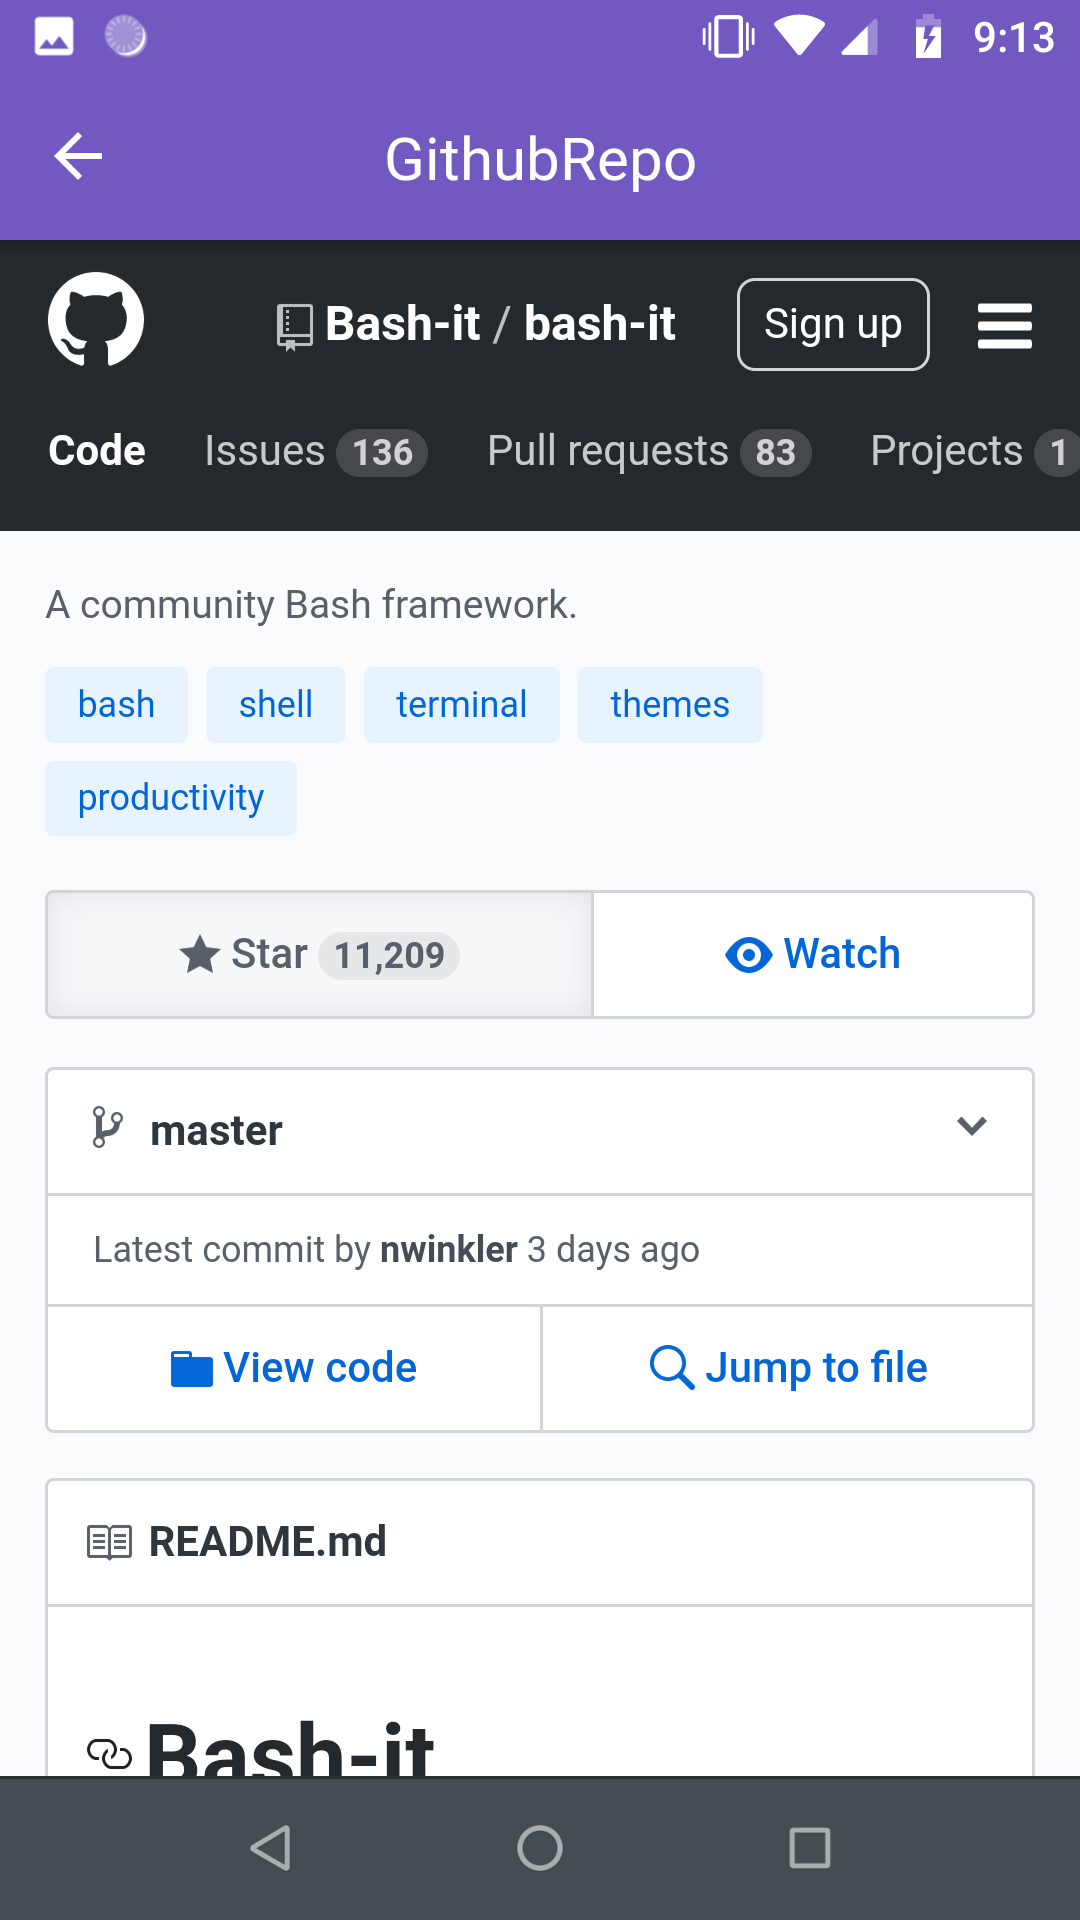 9:13
GithubRepo
Bash-it / bash-it
Sign up
Code Issues 136 Pull requests 83 Projects 1
A community Bash framework.
bash shell terminal themes
productivity
Star 11,209 Watch
master
Latest commit by nwinkler 3 days ago
View code Jump to file
README.md
Bash-it